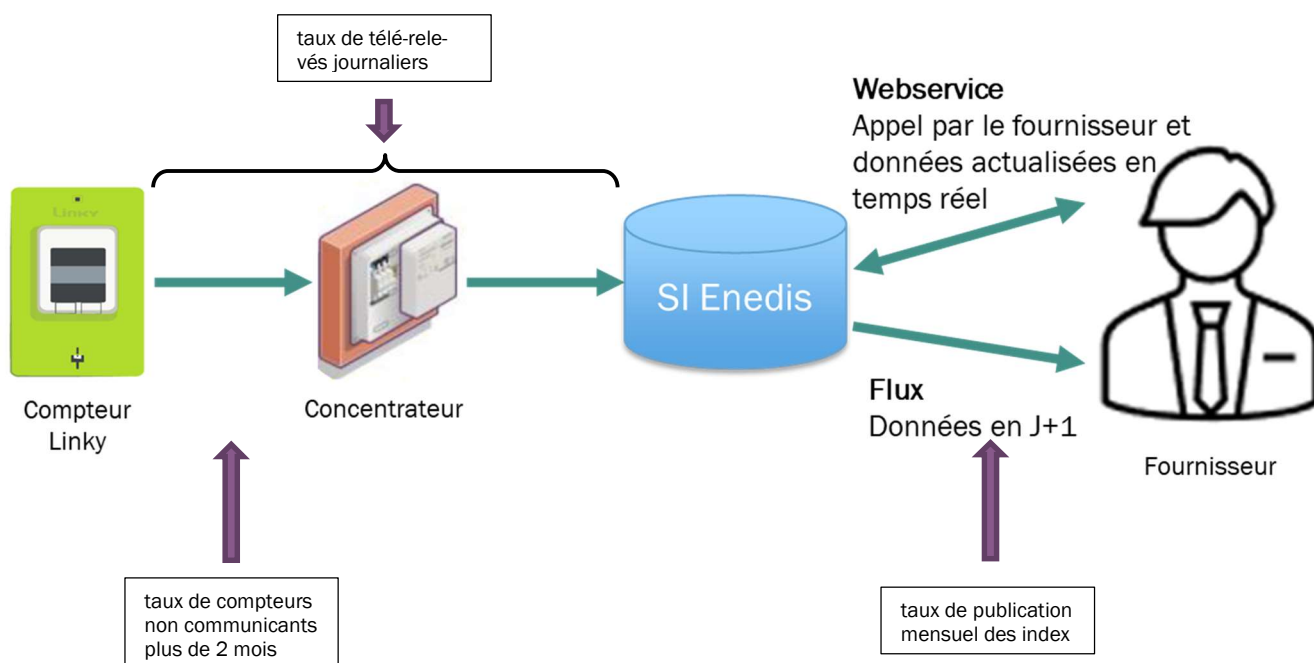 taux de télé-rele-
vés journaliers
Webservice
Appel par le fournisseur et
données actualisées en
temps réel
Linky
SI Enedis
Compteur
Linky
Concentrateur
Flux
Données en J+1
Fournisseur
taux de compteurs
non communicants
plus de 2 mois
taux de publication
mensuel des index